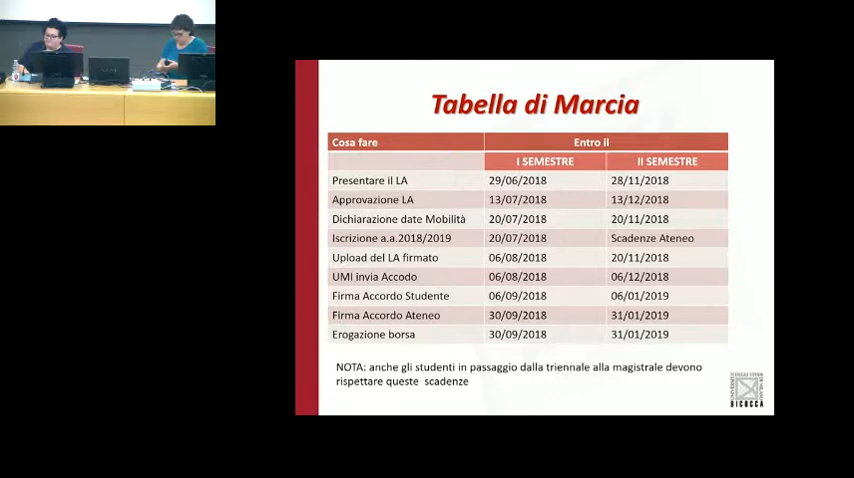 Tabella di Marcia
Cosa fare Entro il
I SEMESTRE II SEMESTRE
Presentare il LA 29/06/2018 28/11/2018
Approvazione LA 13/07/2018 13/12/2018
Dichiarazione date Mobilità 20/07/2018 20/11/2018
Iscrizione a.a.2018/2019 20/07/2018 Scadenze Ateneo
Upload del LA firmato 06/08/2018 20/11/2018
UMI invia Accodo 06/08/2018 06/12/2018
Firma Accordo Studente 06/09/2018 06/01/2019
Firma Accordo Ateneo 30/09/2018 31/01/2019
Erogazione borsa 30/09/2018 31/01/2019
NOTA: anche gli studenti in passaggio dalla triennale alla magistrale devono
rispettare queste scadenze
BICOCCA